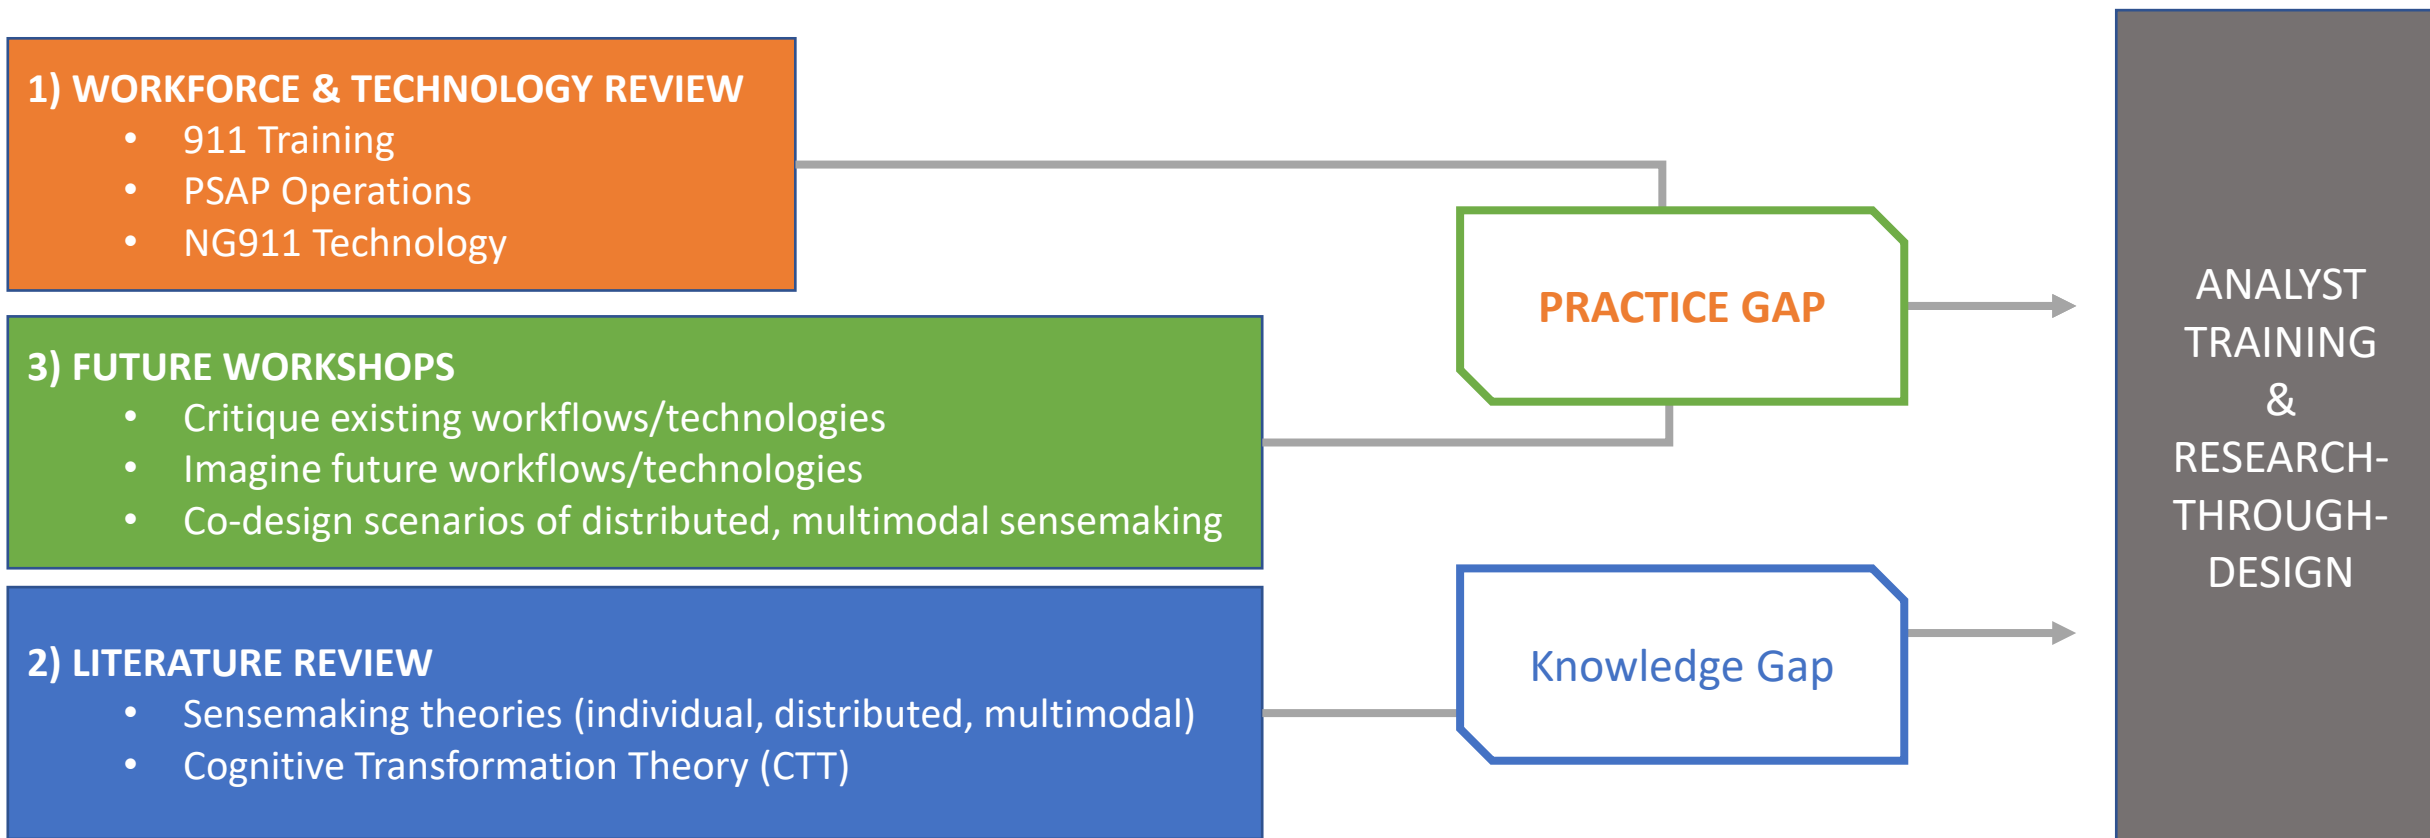 1) WORKFORCE & TECHNOLOGY REVIEW
• 911 Training
• PSAP Operations
• NG911 Technology
3) FUTURE WORKSHOPS
• Critique existing workflows/technologies
• Imagine future workflows/technologies
• Co-design scenarios of distributed, multimodal sensemaking
2) LITERATURE REVIEW
• Sensemaking theories (individual, distributed, multimodal)
• Cognitive Transformation Theory (CTT)
PRACTICE GAP
Knowledge Gap
ANALYST
TRAINING
&
RESEARCH-
THROUGH-
DESIGN